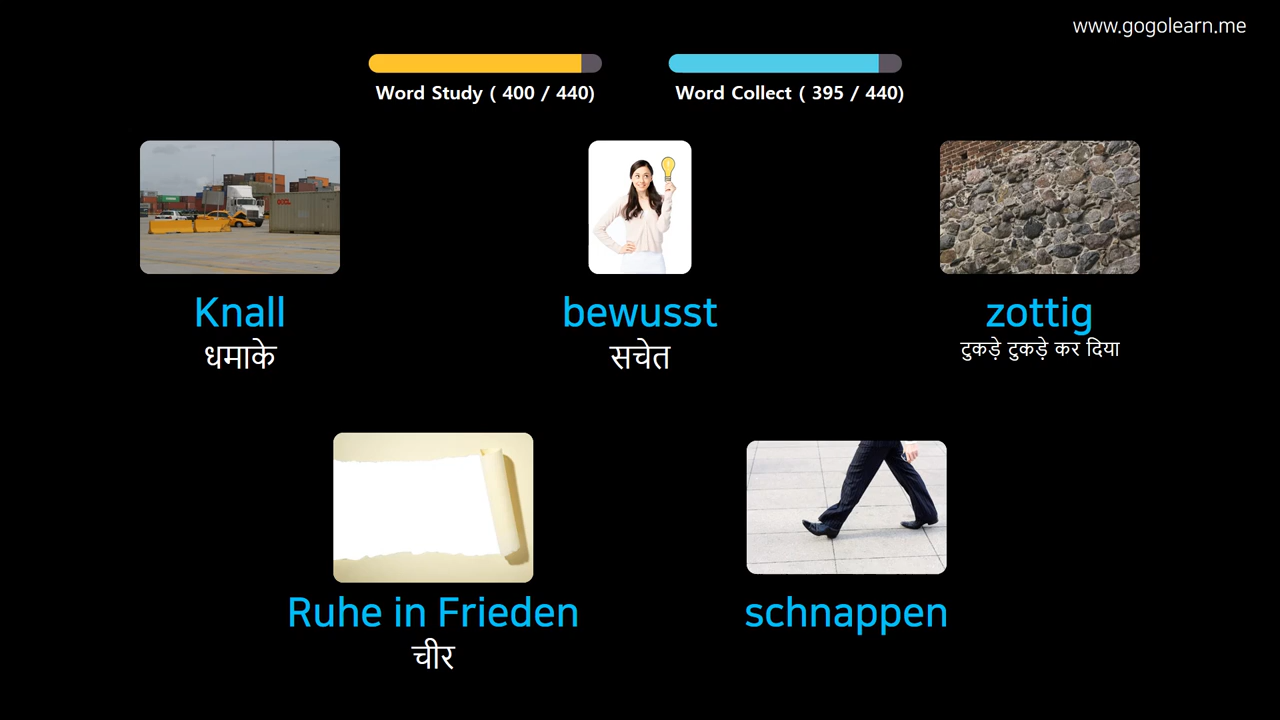 www.gogolearn.me
Word Study ( 400 / 440)
Word Collect ( 395 / 440)
Knall
धमाके
bewusst
सचेत
zottig
टुकड़े टुकड़े कर दिया
Ruhe in Frieden
चीर
schnappen